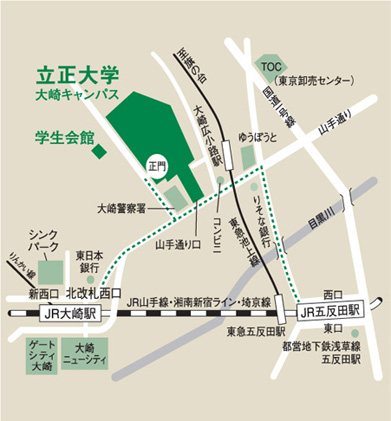 立正大学
大崎キャンパス
学生会館
正門
至旗の台
大崎広小路駅
ゆうぽうと
TOC
(東京卸売センター)
国道一号線
山手通り
大崎警察署
山手通り口
コンビニ
東急池上線
りそな銀行
目黒川
シンク
パーク
東日本
銀行
りんかい線
新西口
北改札西口
JR大崎駅
JR山手線・湘南新宿ライン・埼京線
東急五反田駅
西口
JR五反田駅
東口
都営地下鉄浅草線
五反田駅
ゲート
シティ
大崎
大崎
ニューシティ